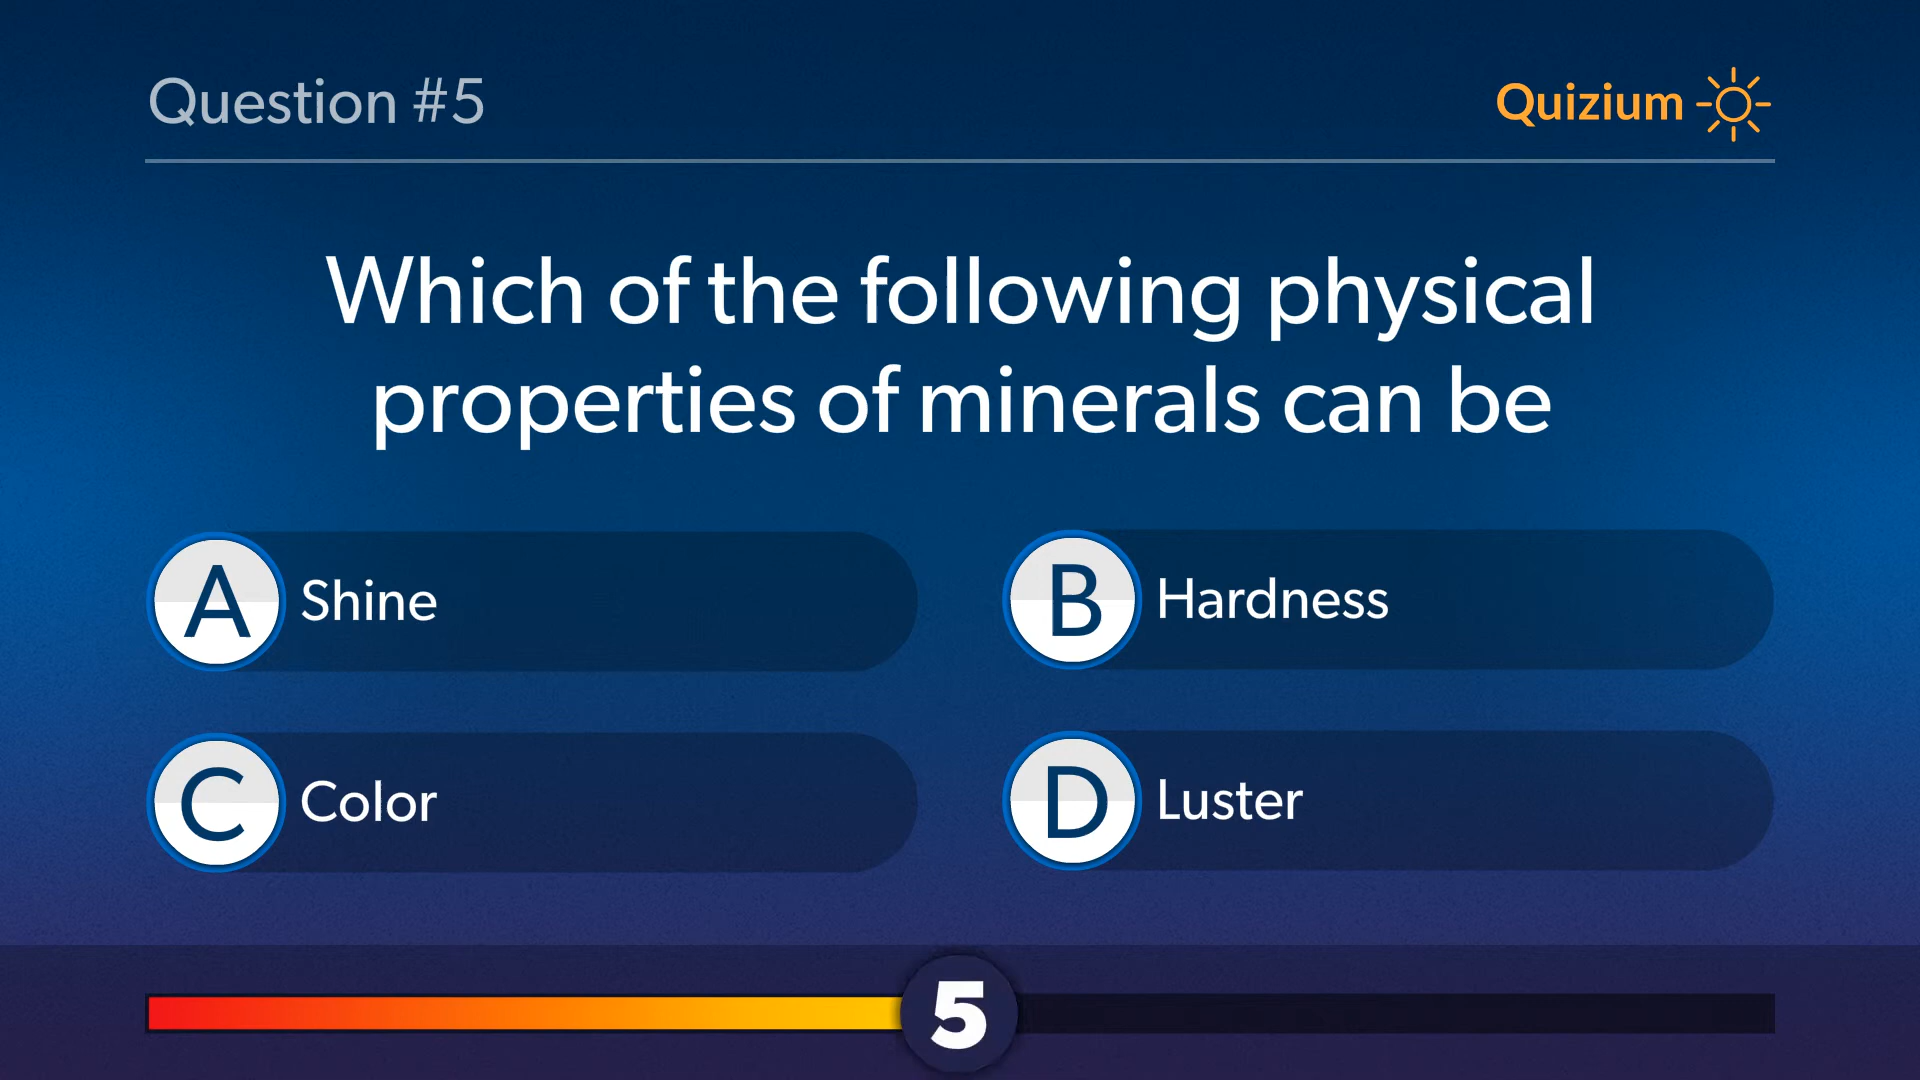 Question #5
Quizium
Which of the following physical
properties of minerals can be
A Shine
B Hardness
C Color
D Luster
5